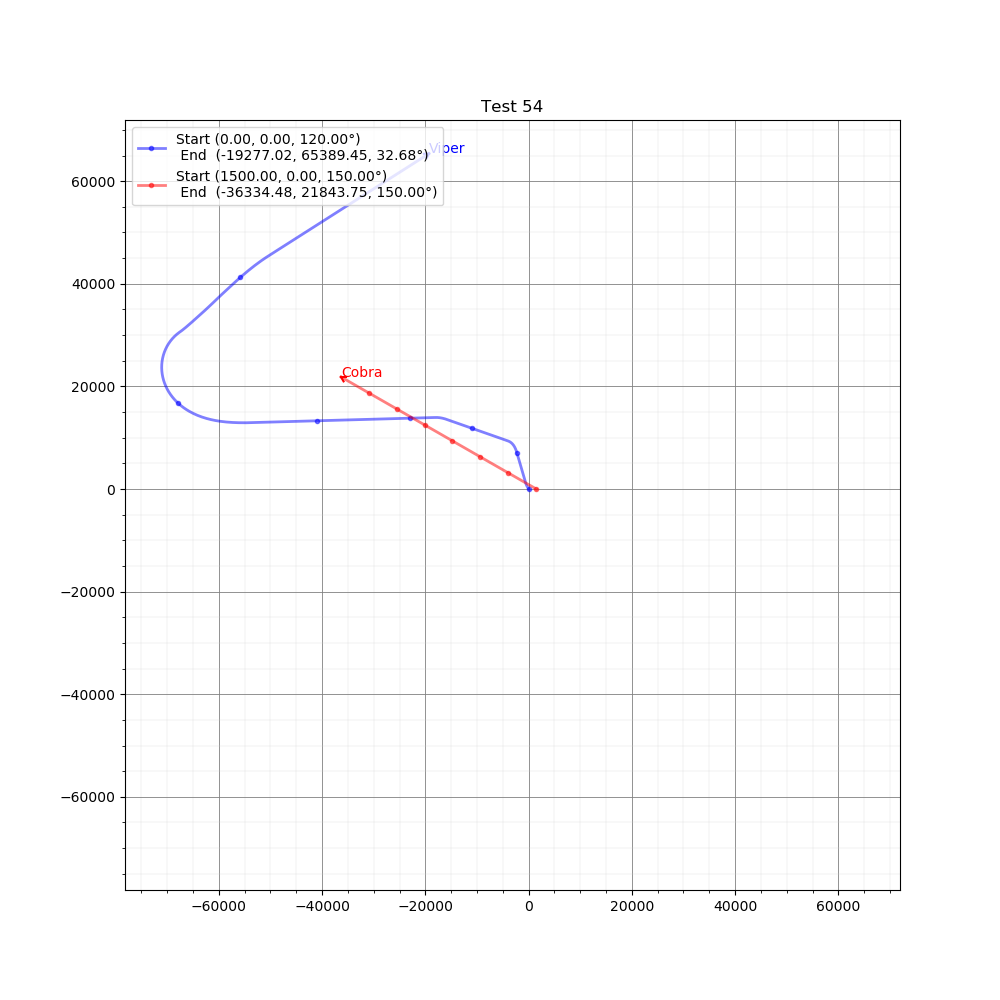 Test 54
Start (0.00, 0.00, 120.00°)
End (-19277.02, 65389.45, 32.68°)
Start (1500.00, 0.00, 150.00°)
End (-36334.48, 21843.75, 150.00°)
Viper
Cobra
60000
40000
20000
0
−20000
−40000
−60000
−60000
−40000
−20000
0
20000
40000
60000